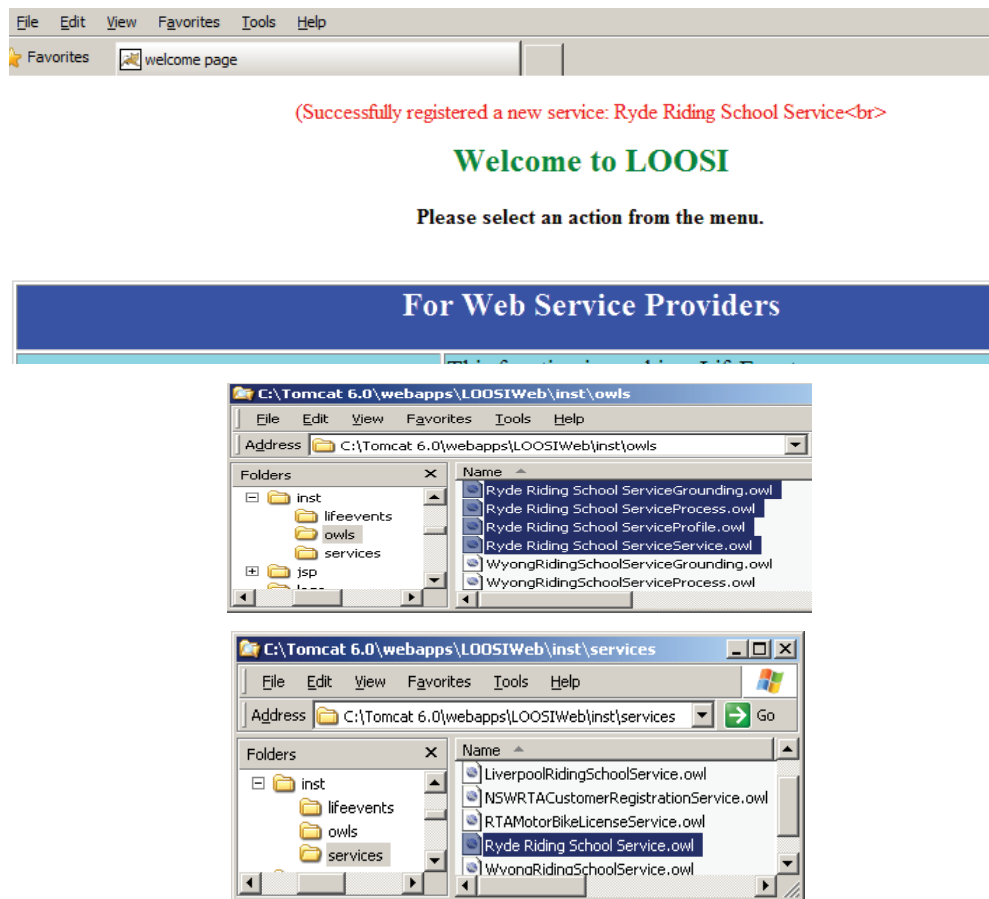 File Edit View Favorites Tools Help
Favorites welcome page
(Successfully registered a new service: Ryde Riding School Service<br>
Welcome to LOOSI
Please select an action from the menu.
For Web Service Providers
C:\Tomcat 6.0\webapps\LOOSIWeb\inst\owls
File Edit View Favorites Tools Help
Address C:\Tomcat 6.0\webapps\LOOSIWeb\inst\owls
Folders x Name
inst
lifeevents
owls
services
jsp
Ryde Riding School ServiceGrounding.owl
Ryde Riding School ServiceProcess.owl
Ryde Riding School ServiceProfile.owl
Ryde Riding School ServiceService.owl
WyongRidingSchoolServiceGrounding.owl
WyongRidingSchoolServiceProcess.owl
C:\Tomcat 6.0\webapps\LOOSIWeb\inst\services
File Edit View Favorites Tools Help
Address C:\Tomcat 6.0\webapps\LOOSIWeb\inst\services Go
Folders x Name
inst
lifeevents
owls
services
LiverpoolRidingSchoolService.owl
NSWRTACustomerRegistrationService.owl
RTAMotorBikeLicenseService.owl
Ryde Riding School Service.owl
WyongRidingSchoolService.owl